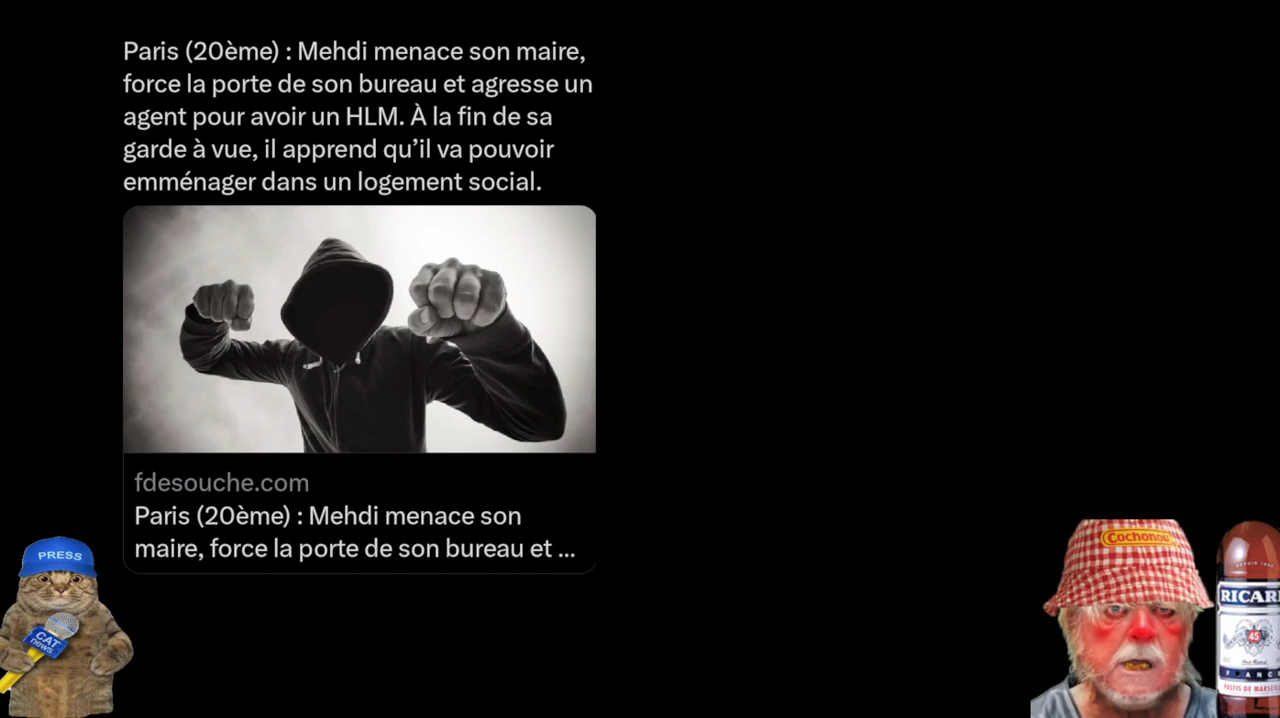 Paris (20ème) : Mehdi menace son maire,
force la porte de son bureau et agresse un
agent pour avoir un HLM. À la fin de sa
garde à vue, il apprend qu’il va pouvoir
emménager dans un logement social.
fdesouche.com
Paris (20ème) : Mehdi menace son
maire, force la porte de son bureau et ...
PRESS
CAT
news
Cochonou
RICAR
45
FRANC
PASTIS DE MARSEI